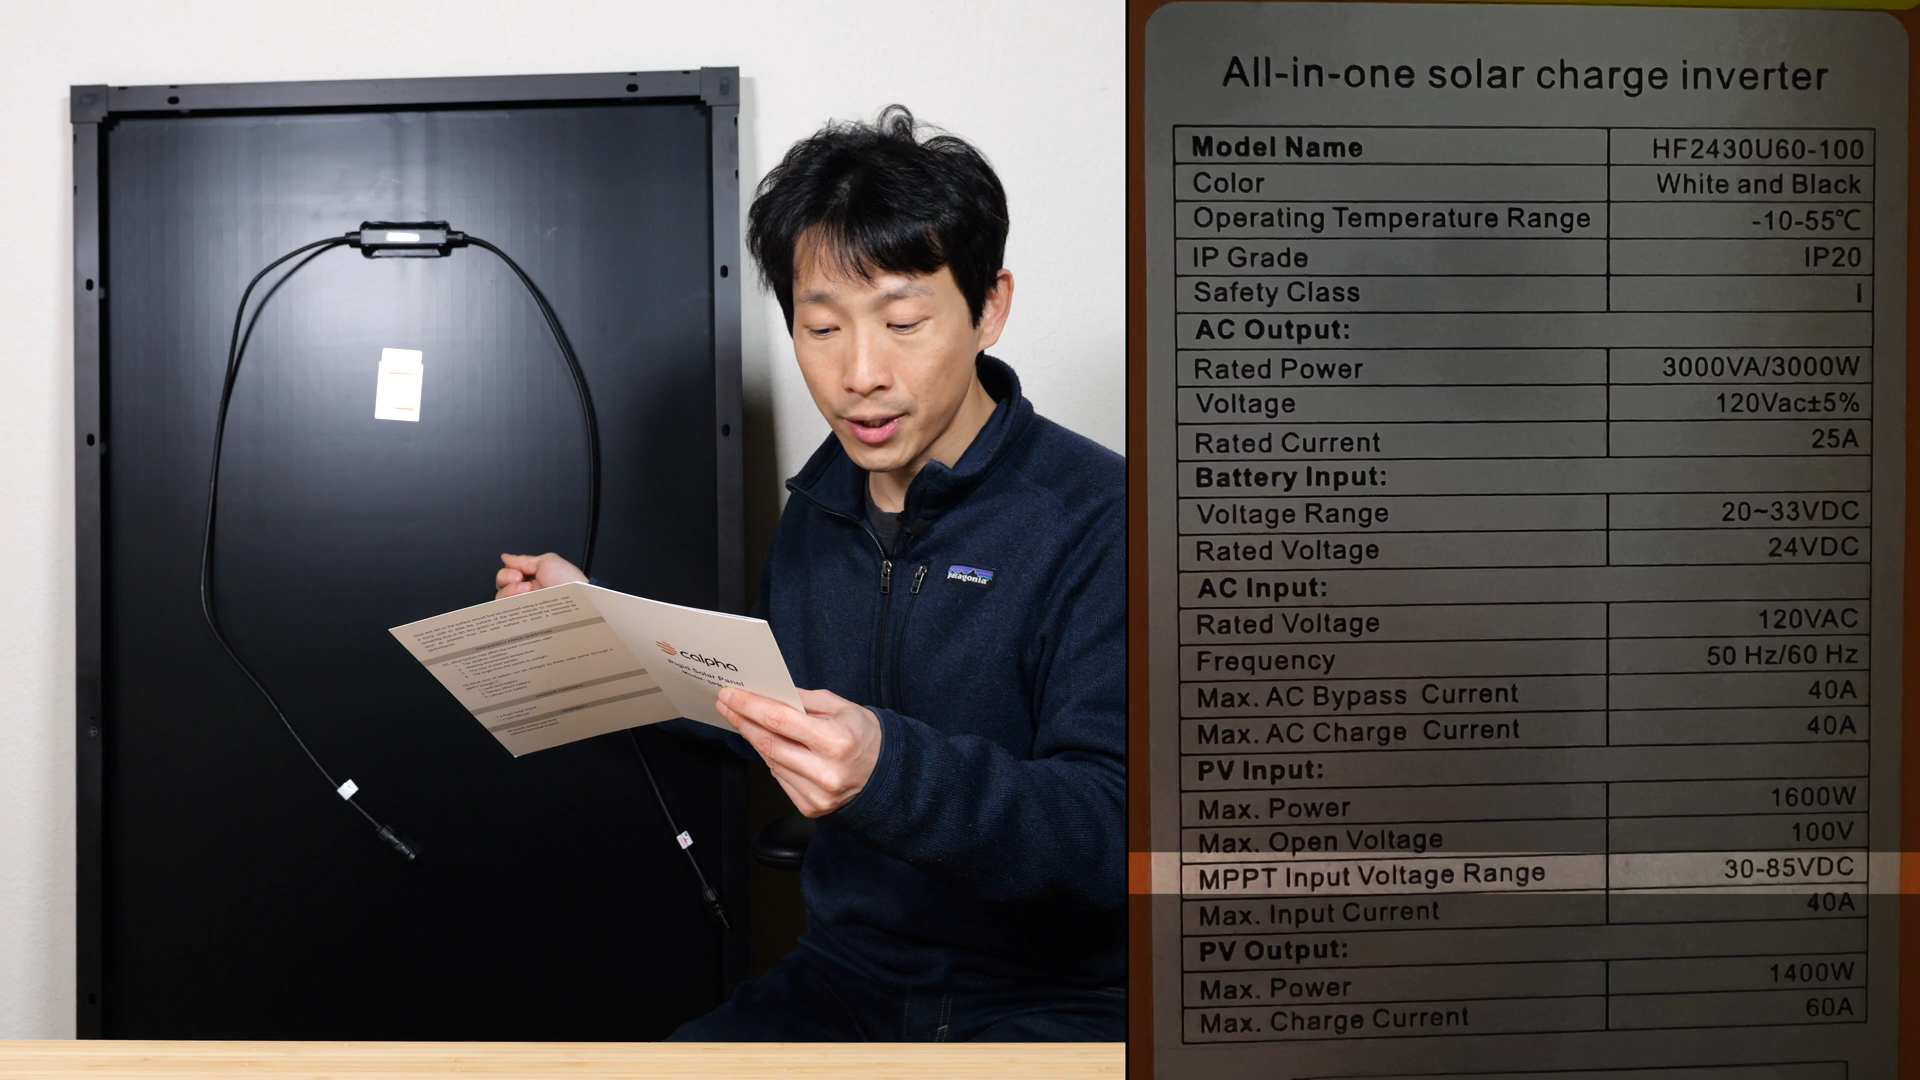 patagonia
calpha
Rigid Solar Panel
All-in-one solar charge inverter
Model Name HF2430U60-100
Color White and Black
Operating Temperature Range -10-55℃
IP Grade IP20
Safety Class I
AC Output:
Rated Power 3000VA/3000W
Voltage 120Vac±5%
Rated Current 25A
Battery Input:
Voltage Range 20~33VDC
Rated Voltage 24VDC
AC Input:
Rated Voltage 120VAC
Frequency 50 Hz/60 Hz
Max. AC Bypass Current 40A
Max. AC Charge Current 40A
PV Input:
Max. Power 1600W
Max. Open Voltage 100V
MPPT Input Voltage Range 30-85VDC
Max. Input Current 40A
PV Output:
Max. Power 1400W
Max. Charge Current 60A